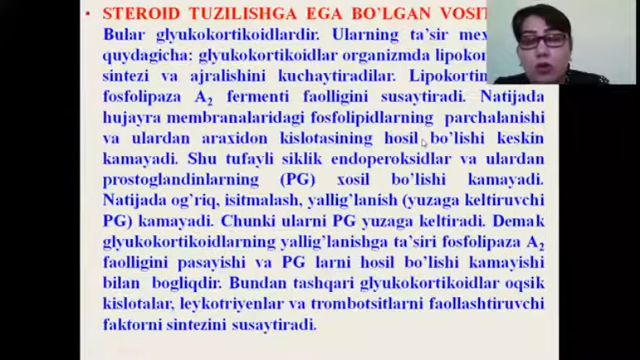 STEROID TUZILISHGA EGA BO’LGAN
Bular glyukokortikoidlardir. Ularning ta’sir
quydagicha: glyukokortikoidlar organizmda
sintezi va ajralishini kuchaytiradilar.
fosfolipaza A2 fermenti faolligini susaytiradi. Natijada
hujayra membranalaridagi fosfolipidlarning parchalanishi
va ulardan araxidon kislotasining hosil bo’lishi keskin
kamayadi. Shu tufayli siklik endoperoksidlar va ulardan
prostoglandinlarning (PG) xosil bo’lishi kamayadi.
Natijada og’riq, isitmalash, yallig’lanish (yuzaga keltiruvchi
PG) kamayadi. Chunki ularni PG yuzaga keltiradi. Demak
glyukokortikoidlarning yallig’lanishga ta’siri fosfolipaza A2
faolligini pasayishi va PG larni hosil bo’lishi kamayishi
bilan bogliqdir. Bundan tashqari glyukokortikoidlar oqsik
kislotalar, leykotriyenlar va trombotsitlarni faollashtiruvchi
faktorni sintezini susaytiradi.